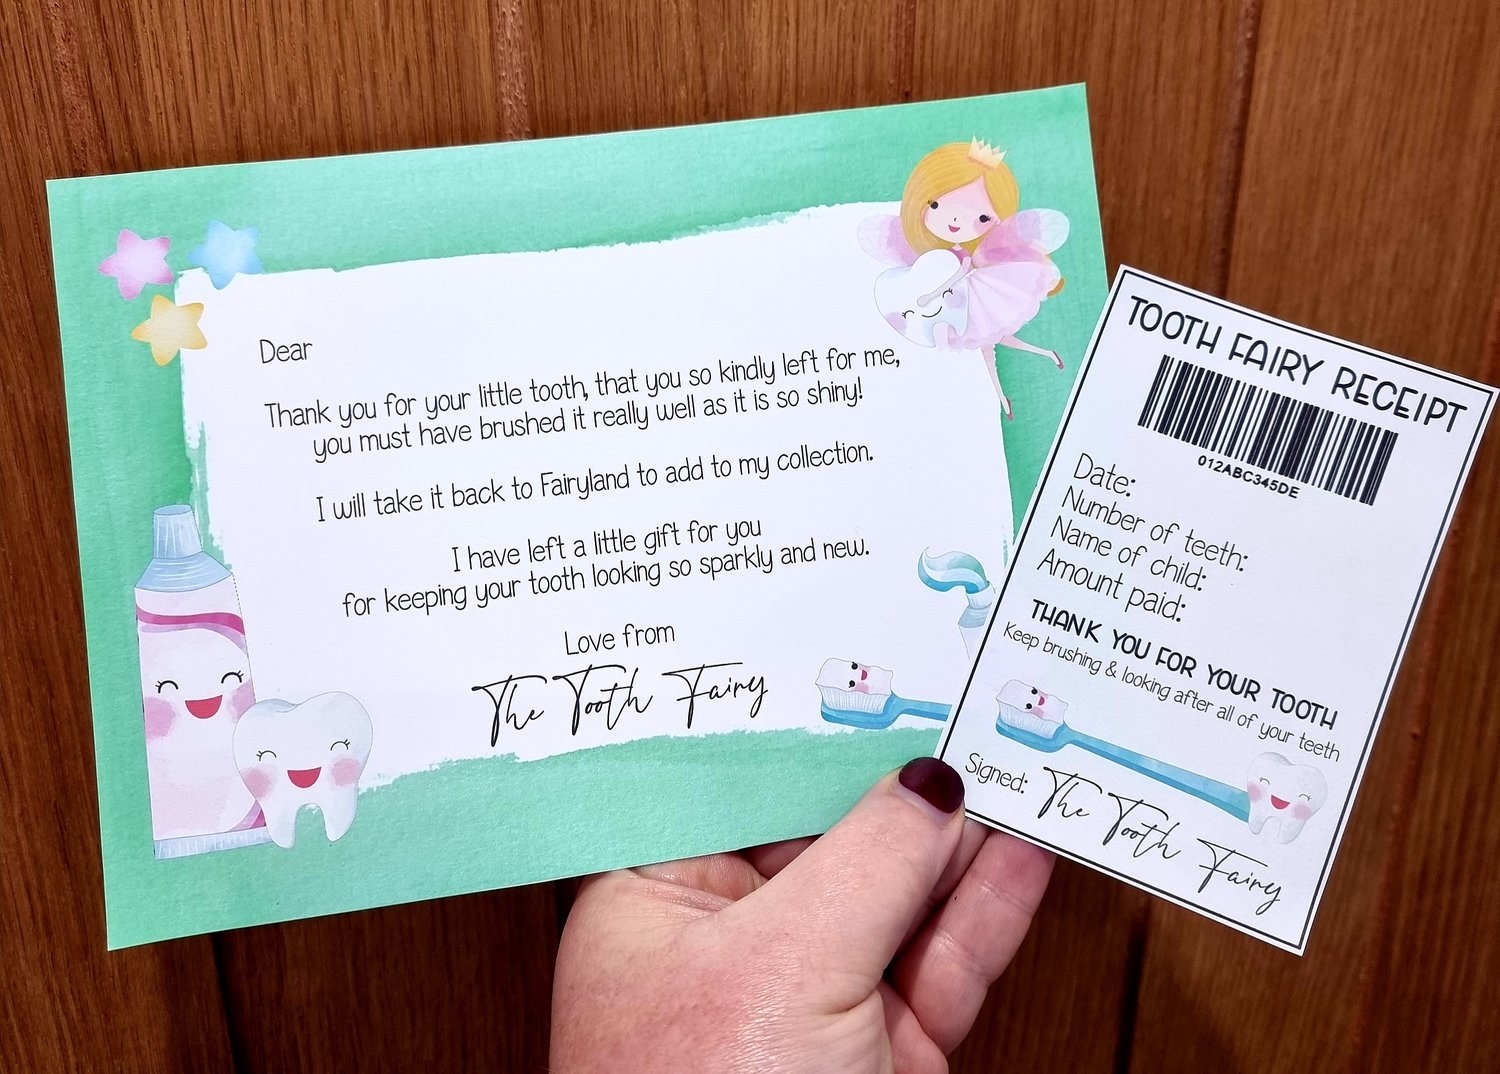 Dear
Thank you for your little tooth, that you so kindly left for me,
you must have brushed it really well as it is so shiny!
I will take it back to Fairyland to add to my collection.
I have left a little gift for you
for keeping your tooth looking so sparkly and new.
Love from
The Tooth Fairy
TOOTH FAIRY RECEIPT
012ABC345DE
Date:
Number of teeth:
Name of child:
Amount paid:
THANK YOU FOR YOUR TOOTH
Keep brushing & looking after all of your teeth
Signed: The Tooth Fairy